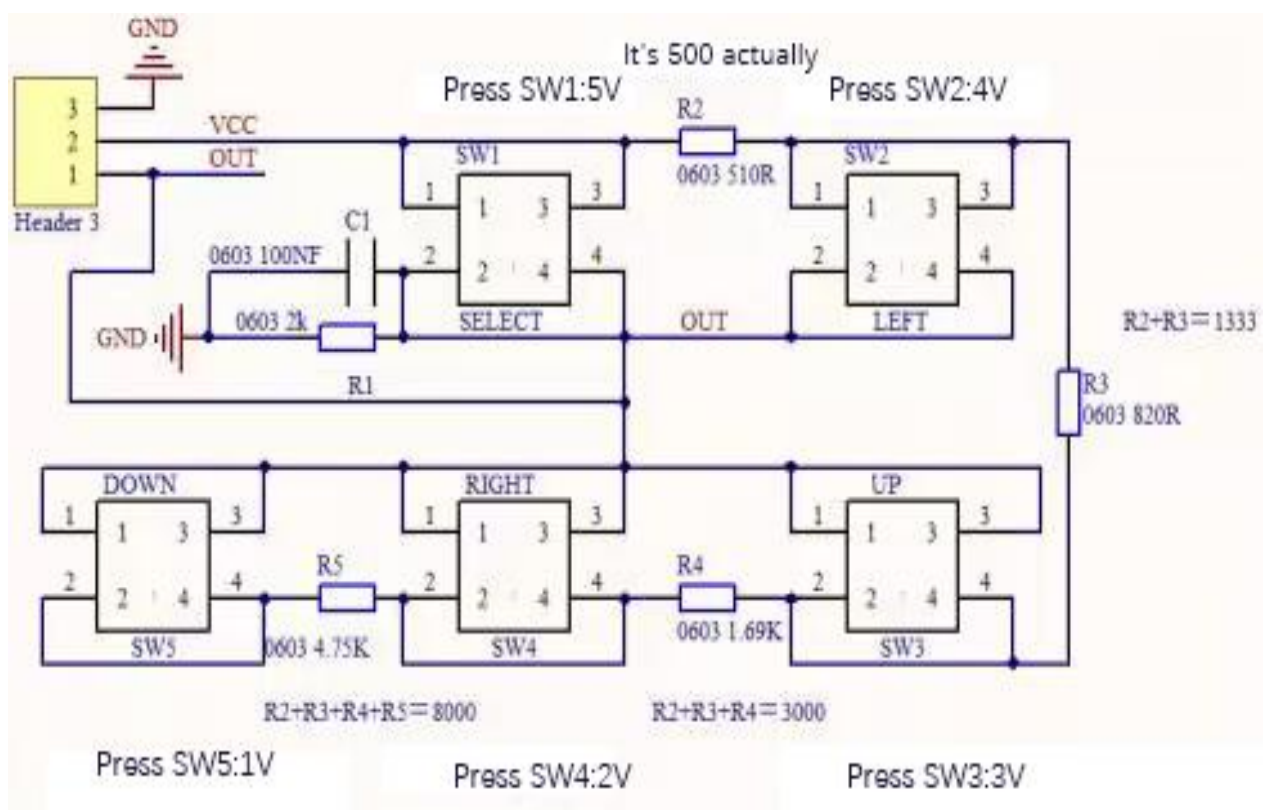 GND
It's 500 actually
Press SW1:5V
Press SW2:4V
3
VCC
R2
2
SW1
SW2
OUT
1
0603 510R
1
1
3
3
1
1
3
3
Header 3
C1
0603 100NF
2
2
4
4
2
2
4
4
0603 2k
SELECT
OUT
LEFT
R2+R3=1333
GND
R1
R3
0603 820R
DOWN
RIGHT
UP
1
1
3
3
1
1
3
3
1
1
3
3
R5
R4
2
2
4
4
2
2
4
4
2
2
4
4
0603 1.69K
SW5
0603 4.75K
SW4
SW3
R2+R3+R4+R5=8000
R2+R3+R4=3000
Press SW5:1V
Press SW4:2V
Press SW3:3V